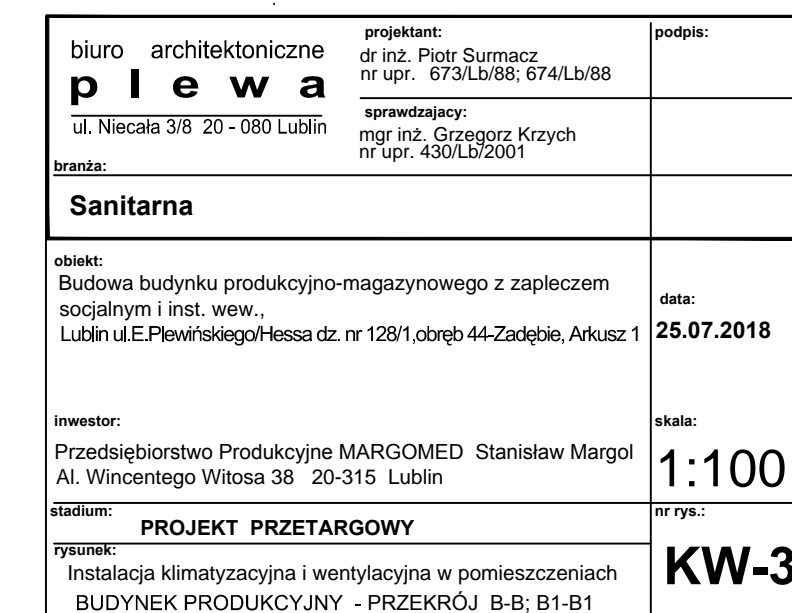 biuro architektoniczne
plewa
ul. Niecała 3/8 20 - 080 Lublin
projektant:
dr inż. Piotr Surmacz
nr upr. 673/Lb/88; 674/Lb/88
podpis:
sprawdzajacy:
mgr inż. Grzegorz Krzych
nr upr. 430/Lb/2001
branża:
Sanitarna
obiekt:
Budowa budynku produkcyjno-magazynowego z zapleczem
socjalnym i inst. wew.,
Lublin ul.E.Plewińskiego/Hessa dz. nr 128/1,obręb 44-Zadębie, Arkusz 1
data:
25.07.2018
inwestor:
Przedsiębiorstwo Produkcyjne MARGOMED Stanisław Margol
Al. Wincentego Witosa 38 20-315 Lublin
skala:
1:100
stadium:
PROJEKT PRZETARGOWY
nr rys.:
KW-3
rysunek:
Instalacja klimatyzacyjna i wentylacyjna w pomieszczeniach
BUDYNEK PRODUKCYJNY - PRZEKRÓJ B-B; B1-B1